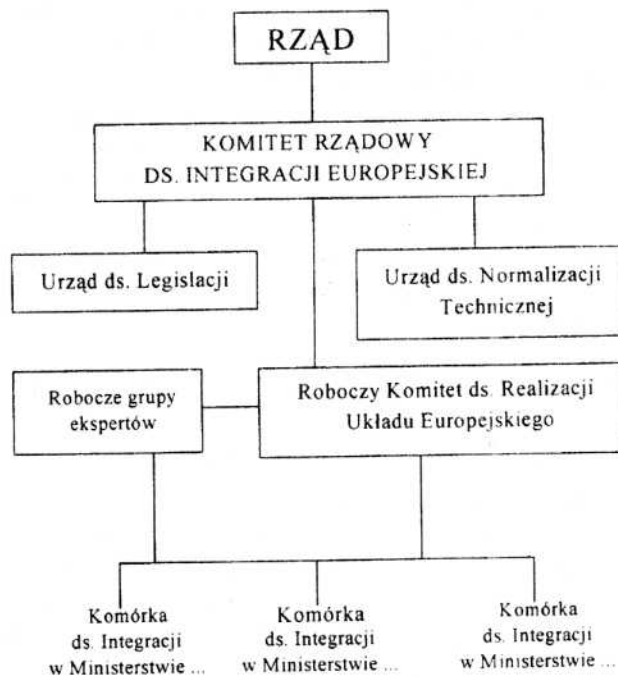 RZĄD
KOMITET RZĄDOWY
DS. INTEGRACJI EUROPEJSKIEJ
Urząd ds. Legislacji
Urząd ds. Normalizacji
Technicznej
Robocze grupy
ekspertów
Roboczy Komitet ds. Realizacji
Układu Europejskiego
Komórka
ds. Integracji
w Ministerstwie ...
Komórka
ds. Integracji
w Ministerstwie ...
Komórka
ds. Integracji
w Ministerstwie ...